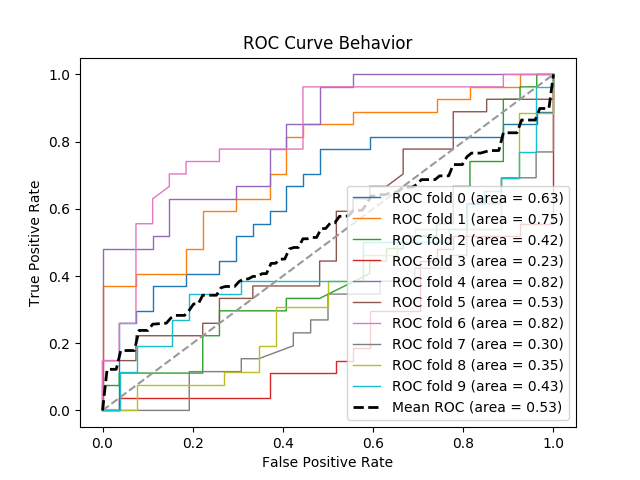 ROC Curve Behavior
True Positive Rate
1.0
0.8
0.6
0.4
0.2
0.0
ROC fold 0 (area = 0.63)
ROC fold 1 (area = 0.75)
ROC fold 2 (area = 0.42)
ROC fold 3 (area = 0.23)
ROC fold 4 (area = 0.82)
ROC fold 5 (area = 0.53)
ROC fold 6 (area = 0.82)
ROC fold 7 (area = 0.30)
ROC fold 8 (area = 0.35)
ROC fold 9 (area = 0.43)
Mean ROC (area = 0.53)
0.0 0.2 0.4 0.6 0.8 1.0
False Positive Rate